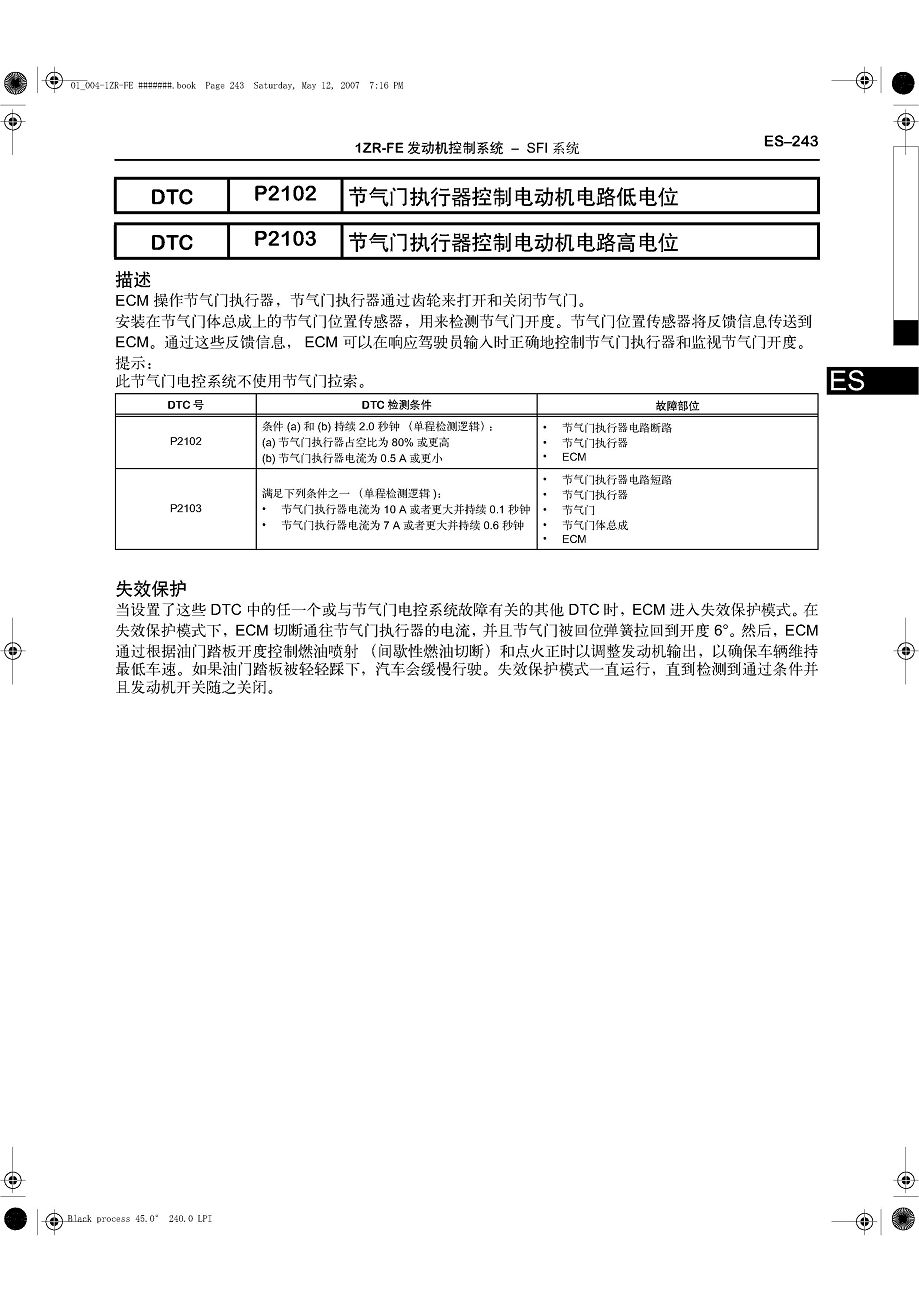 01_004-1ZR-FE #######.book Page 243 Saturday, May 12, 2007 7:16 PM
1ZR-FE 发动机控制系统 – SFI 系统
ES–243
DTC P2102 节气门执行器控制电动机电路低电位
DTC P2103 节气门执行器控制电动机电路高电位
描述
ECM 操作节气门执行器，节气门执行器通过齿轮来打开和关闭节气门。
安装在节气门体总成上的节气门位置传感器，用来检测节气门开度。节气门位置传感器将反馈信息传送到
ECM。通过这些反馈信息， ECM 可以在响应驾驶员输入时正确地控制节气门执行器和监视节气门开度。
提示：
此节气门电控系统不使用节气门拉索。
ES
DTC 号 DTC 检测条件 故障部位
P2102
条件 (a) 和 (b) 持续 2.0 秒钟 （单程检测逻辑）；
(a) 节气门执行器占空比为 80% 或更高
(b) 节气门执行器电流为 0.5 A 或更小
• 节气门执行器电路断路
• 节气门执行器
• ECM
P2103
满足下列条件之一 （单程检测逻辑 )；
• 节气门执行器电流为 10 A 或者更大并持续 0.1 秒钟
• 节气门执行器电流为 7 A 或者更大并持续 0.6 秒钟
• 节气门执行器电路短路
• 节气门执行器
• 节气门
• 节气门体总成
• ECM
失效保护
当设置了这些 DTC 中的任一个或与节气门电控系统故障有关的其他 DTC 时，ECM 进入失效保护模式。在
失效保护模式下，ECM 切断通往节气门执行器的电流，并且节气门被回位弹簧拉回到开度 6°。然后，ECM
通过根据油门踏板开度控制燃油喷射 （间歇性燃油切断）和点火正时以调整发动机输出，以确保车辆维持
最低车速。如果油门踏板被轻轻踩下，汽车会缓慢行驶。失效保护模式一直运行，直到检测到通过条件并
且发动机开关随之关闭。
Black process 45.0° 240.0 LPI